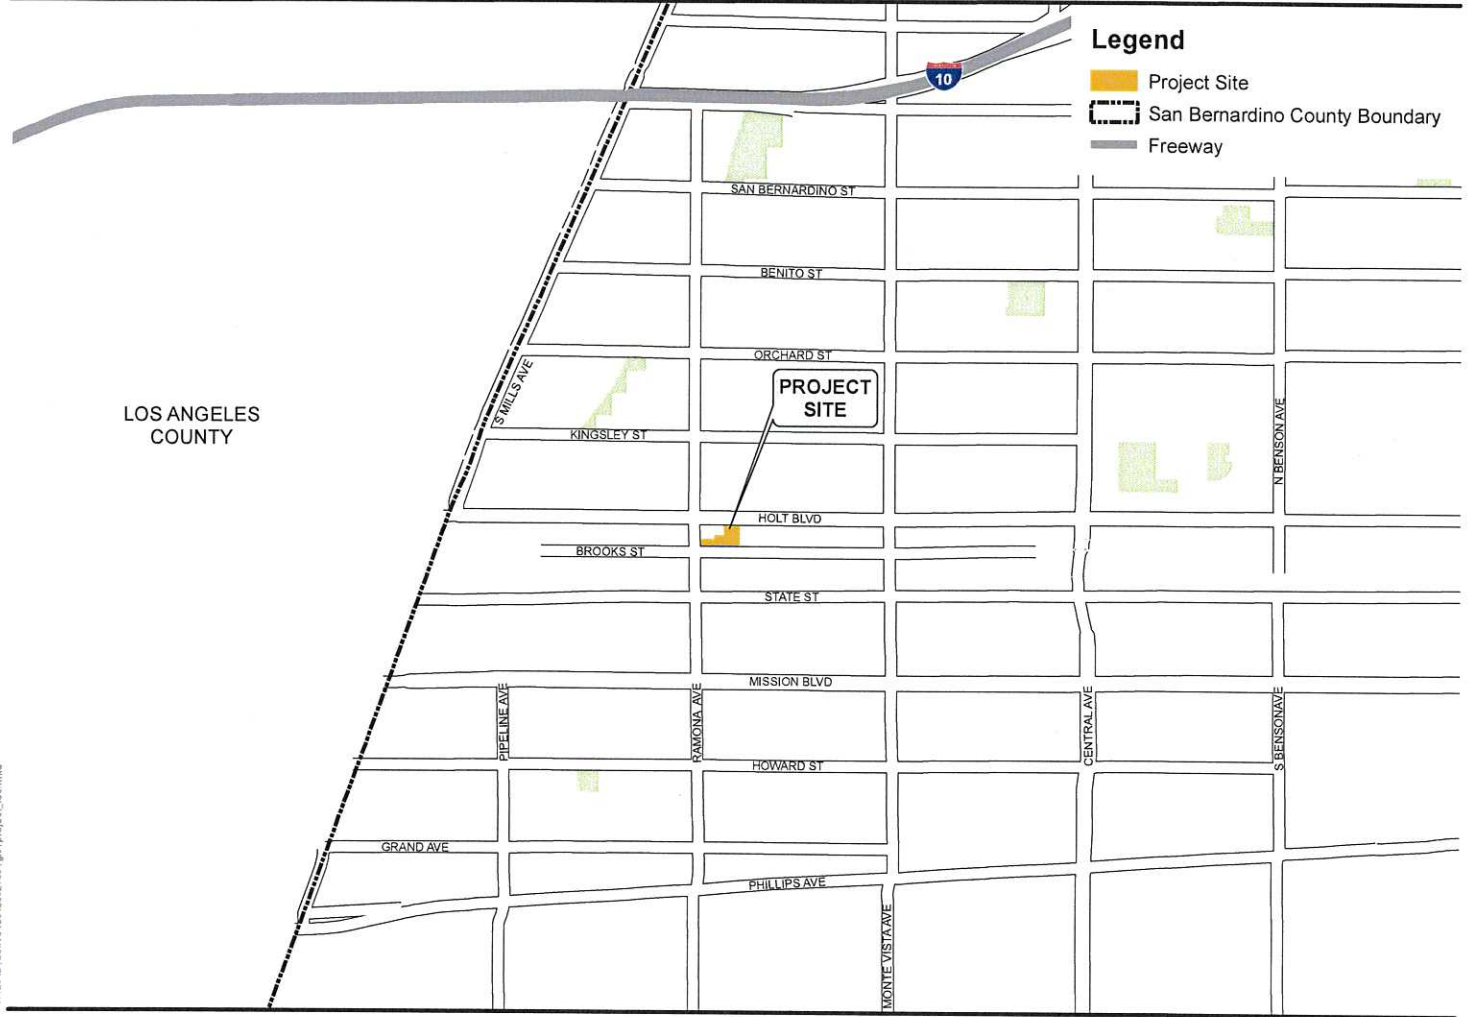 10
Legend
Project Site
San Bernardino County Boundary
Freeway
SAN BERNARDINO ST
BENITO ST
ORCHARD ST
S MILLS AVE
PROJECT
SITE
LOS ANGELES
COUNTY
KINGSLEY ST
N BENSON AVE
HOLT BLVD
BROOKS ST
STATE ST
MISSION BLVD
PIPELINE AVE
RAMONA AVE
CENTRAL AVE
S BENSONAVE
HOWARD ST
GRAND AVE
PHILLIPS AVE
MONTE VISTA AVE